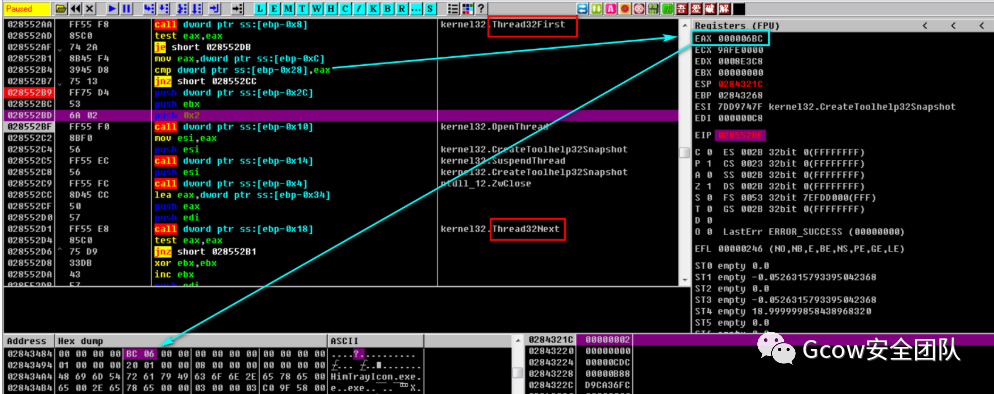 Paused L E M T W H C / K B R ... S ?
028552AA FF55 F8 call dword ptr ss:[ebp-0x8] kernel32.Thread32First
028552AD 85C0 test eax,eax
028552AF 74 2A je short 028552DB
028552B1 8B45 F4 mov eax,dword ptr ss:[ebp-0xC]
028552B4 3945 D8 cmp dword ptr ss:[ebp-0x28],eax
028552B7 75 13 jnz short 028552CC
028552B9 FF75 D4 push dword ptr ss:[ebp-0x2C]
028552BC 53 push ebx
028552BD 6A 02 push 0x2
028552BF FF55 F0 call dword ptr ss:[ebp-0x10] kernel32.OpenThread
028552C2 8BF0 mov esi,eax
028552C4 56 push esi kernel32.CreateToolhelp32Snapshot
028552C5 FF55 EC call dword ptr ss:[ebp-0x14] kernel32.SuspendThread
028552C8 56 push esi kernel32.CreateToolhelp32Snapshot
028552C9 FF55 FC call dword ptr ss:[ebp-0x4] ntdll_12.ZwClose
028552CC 8D45 CC lea eax,dword ptr ss:[ebp-0x34]
028552CF 50 push eax
028552D0 57 push edi
028552D1 FF55 E8 call dword ptr ss:[ebp-0x18] kernel32.Thread32Next
028552D4 85C0 test eax,eax
028552D6 75 D9 jnz short 028552B1
028552D8 33DB xor ebx,ebx
028552DA 43 inc ebx
028552DB 57 push edi
Registers (FPU) < < <
EAX 000006BC
ECX 9AFE0000
EDX 0008E3C8
EBX 00000000
ESP 0284321C
EBP 02843268
ESI 7DD9747F kernel32.CreateToolhelp32Snapshot
EDI 000000C8
EIP 028552BF
C 0 ES 002B 32bit 0(FFFFFFFF)
P 1 CS 0023 32bit 0(FFFFFFFF)
A 0 SS 002B 32bit 0(FFFFFFFF)
Z 1 DS 002B 32bit 0(FFFFFFFF)
S 0 FS 0053 32bit 7EFDD000(FFF)
T 0 GS 002B 32bit 0(FFFFFFFF)
D 0
O 0 LastErr ERROR_SUCCESS (00000000)
EFL 00000246 (NO,NB,E,BE,NS,PE,GE,LE)
ST0 empty 0.0
ST1 empty -0.0526315793395042368
ST2 empty 0.0
ST3 empty -0.0526315793395042368
ST4 empty 18.999999858438968320
ST5 empty 0.0
Address Hex dump ASCII
02843484 00 00 00 00 BC 06 00 00 00 00 00 00 00 00 00 00 ....?..........
02843494 01 00 00 00 20 01 00 00 08 00 00 00 00 00 00 00
028434A4 48 69 6D 54 72 61 79 49 63 6F 6E 2E 65 78 65 00 HimTrayIcon.exe.
028434B4 65 00 2E 65 78 65 00 00 03 00 00 03 C0 9F 58 00
0284321C 00000002
02843220 00000000
02843224 00000CDC
02843228 00000B88
0284322C D9CA36FC
Gcow安全团队